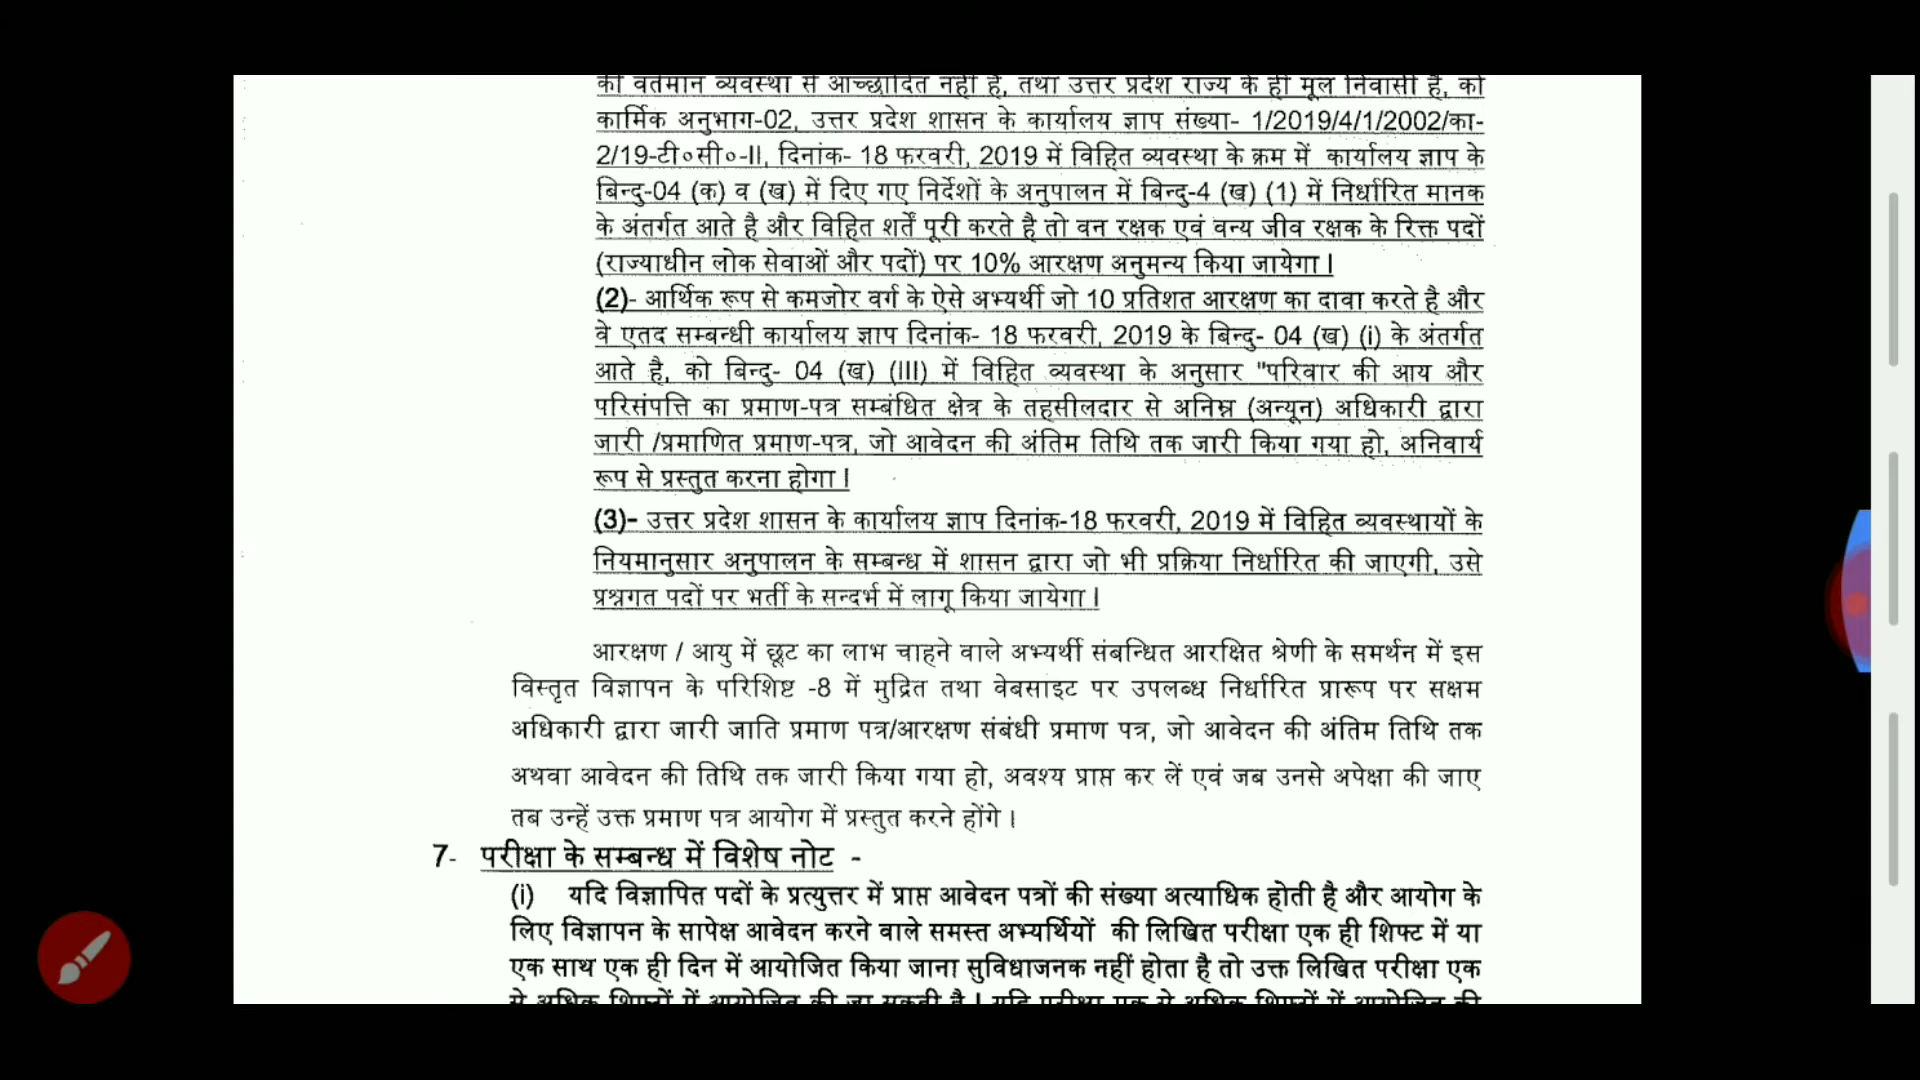 की वर्तमान व्यवस्था से आच्छादित नहीं है, तथा उत्तर प्रदेश राज्य के ही मूल निवासी है, को
कार्मिक अनुभाग-02, उत्तर प्रदेश शासन के कार्यालय ज्ञाप संख्या- 1/2019/4/1/2002/का-
2/19-टी०सी०-II, दिनांक- 18 फरवरी, 2019 में विहित व्यवस्था के क्रम में कार्यालय ज्ञाप के
बिन्दु-04 (क) व (ख) में दिए गए निर्देशों के अनुपालन में बिन्दु-4 (ख) (1) में निर्धारित मानक
के अंतर्गत आते है और विहित शर्तें पूरी करते है तो वन रक्षक एवं वन्य जीव रक्षक के रिक्त पदों
(राज्याधीन लोक सेवाओं और पदों) पर 10% आरक्षण अनुमन्य किया जायेगा।
(2)- आर्थिक रूप से कमजोर वर्ग के ऐसे अभ्यर्थी जो 10 प्रतिशत आरक्षण का दावा करते है और
वे एतद सम्बन्धी कार्यालय ज्ञाप दिनांक- 18 फरवरी, 2019 के बिन्दु- 04 (ख) (i) के अंतर्गत
आते है, को बिन्दु- 04 (ख) (III) में विहित व्यवस्था के अनुसार "परिवार की आय और
परिसंपत्ति का प्रमाण-पत्र सम्बंधित क्षेत्र के तहसीलदार से अनिम्न (अन्यून) अधिकारी द्वारा
जारी /प्रमाणित प्रमाण-पत्र, जो आवेदन की अंतिम तिथि तक जारी किया गया हो, अनिवार्य
रूप से प्रस्तुत करना होगा।
(3)- उत्तर प्रदेश शासन के कार्यालय ज्ञाप दिनांक-18 फरवरी, 2019 में विहित व्यवस्थायों के
नियमानुसार अनुपालन के सम्बन्ध में शासन द्वारा जो भी प्रक्रिया निर्धारित की जाएगी, उसे
प्रश्नगत पदों पर भर्ती के सन्दर्भ में लागू किया जायेगा।
आरक्षण / आयु में छूट का लाभ चाहने वाले अभ्यर्थी संबन्धित आरक्षित श्रेणी के समर्थन में इस
विस्तृत विज्ञापन के परिशिष्ट -8 में मुद्रित तथा वेबसाइट पर उपलब्ध निर्धारित प्रारूप पर सक्षम
अधिकारी द्वारा जारी जाति प्रमाण पत्र/आरक्षण संबंधी प्रमाण पत्र, जो आवेदन की अंतिम तिथि तक
अथवा आवेदन की तिथि तक जारी किया गया हो, अवश्य प्राप्त कर लें एवं जब उनसे अपेक्षा की जाए
तब उन्हें उक्त प्रमाण पत्र आयोग में प्रस्तुत करने होंगे।
7- परीक्षा के सम्बन्ध में विशेष नोट -
(i) यदि विज्ञापित पदों के प्रत्युत्तर में प्राप्त आवेदन पत्रों की संख्या अत्याधिक होती है और आयोग के
लिए विज्ञापन के सापेक्ष आवेदन करने वाले समस्त अभ्यर्थियों की लिखित परीक्षा एक ही शिफ्ट में या
एक साथ एक ही दिन में आयोजित किया जाना सुविधाजनक नहीं होता है तो उक्त लिखित परीक्षा एक
से अधिक शिफ्टों में आयोजित की जा सकती है। यदि परीक्षा एक से अधिक शिफ्टों में आयोजित की